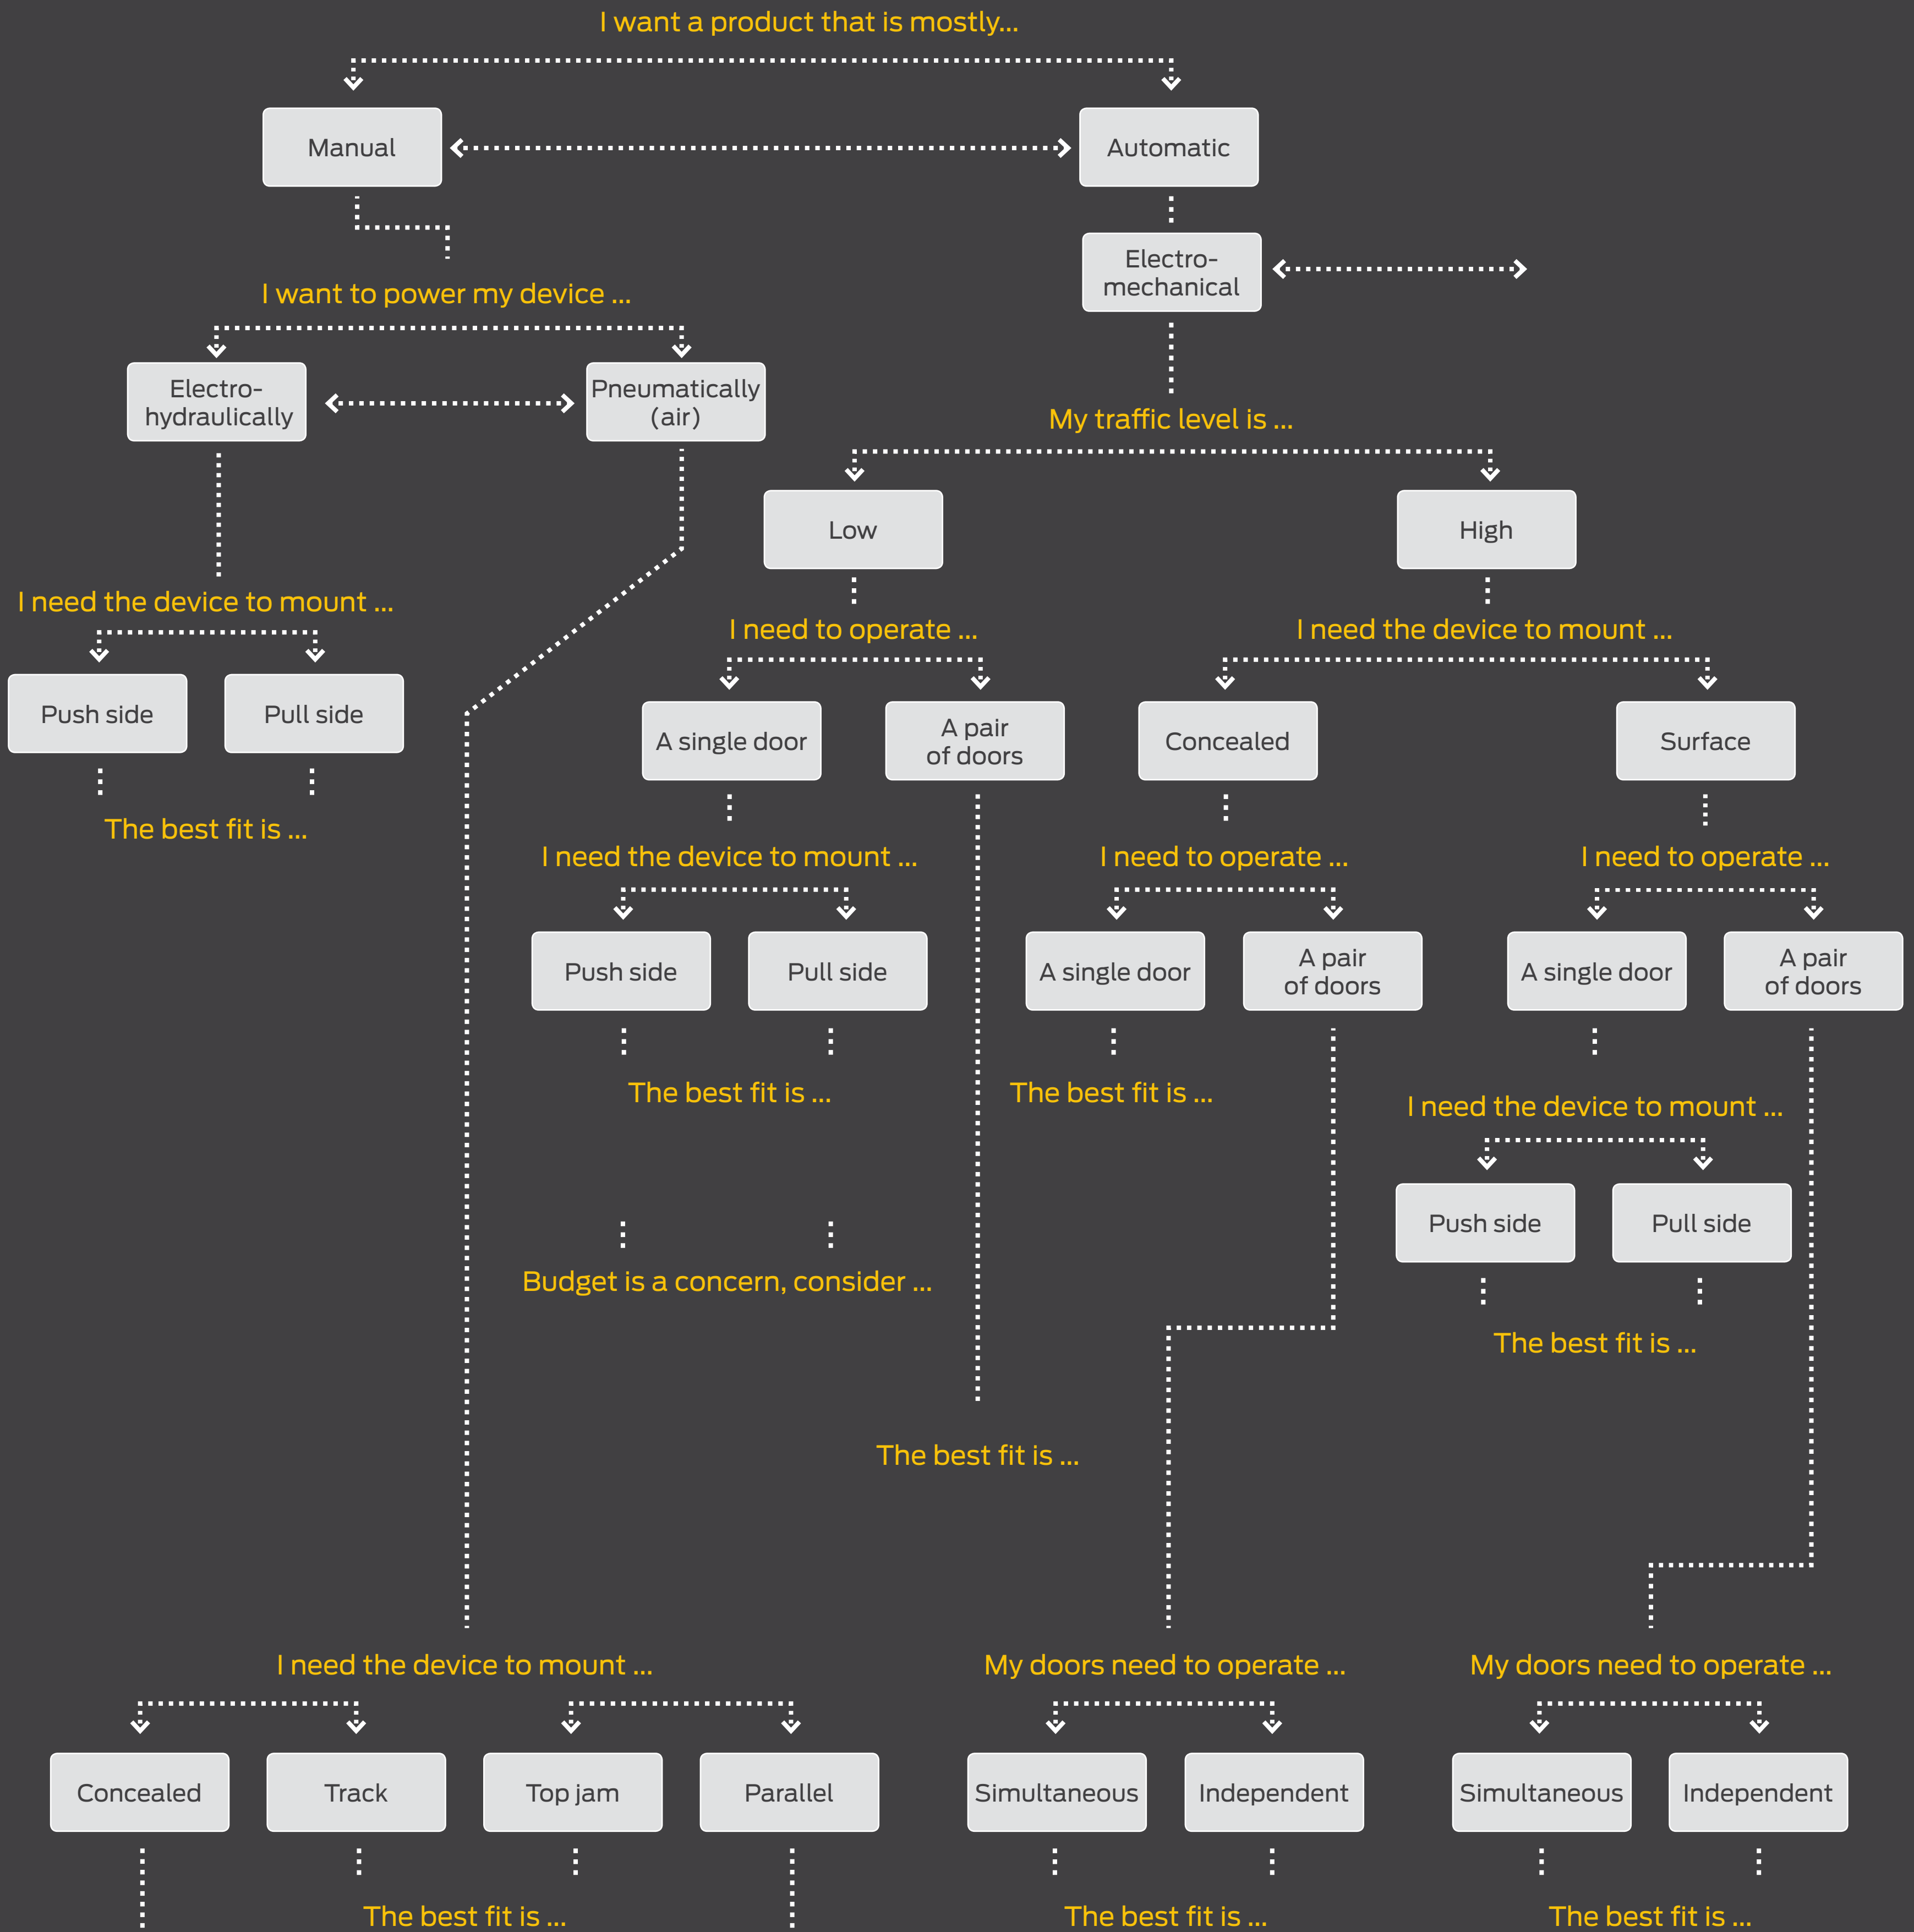 I want a product that is mostly...
Manual
Automatic
Electro-
mechanical
I want to power my device ...
Electro-
hydraulically
Pneumatically
(air)
My traffic level is ...
Low
High
I need the device to mount ...
I need to operate ...
I need the device to mount ...
Push side
Pull side
A single door
A pair
of doors
Concealed
Surface
The best fit is ...
I need the device to mount ...
I need to operate ...
I need to operate ...
Push side
Pull side
A single door
A pair
of doors
A single door
A pair
of doors
The best fit is ...
The best fit is ...
I need the device to mount ...
Push side
Pull side
Budget is a concern, consider ...
The best fit is ...
The best fit is ...
I need the device to mount ...
My doors need to operate ...
My doors need to operate ...
Concealed
Track
Top jam
Parallel
Simultaneous
Independent
Simultaneous
Independent
The best fit is ...
The best fit is ...
The best fit is ...